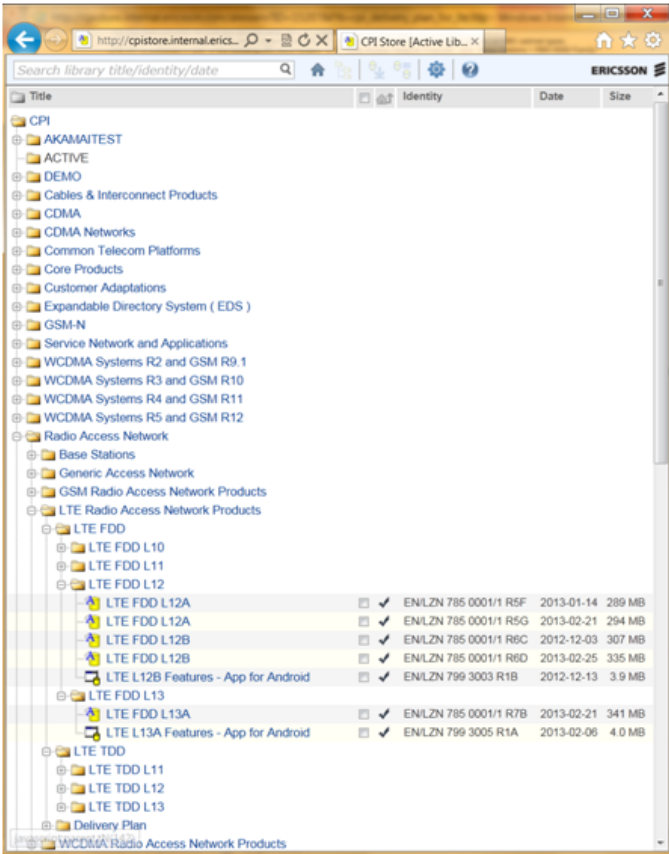 http://cpistore.internal.erics...
CPI Store [Active Lib...
Search library title/identity/date
ERICSSON
Title Identity Date Size
CPI
AKAMAITEST
ACTIVE
DEMO
Cables & Interconnect Products
CDMA
CDMA Networks
Common Telecom Platforms
Core Products
Customer Adaptations
Expandable Directory System ( EDS )
GSM-N
Service Network and Applications
WCDMA Systems R2 and GSM R9.1
WCDMA Systems R3 and GSM R10
WCDMA Systems R4 and GSM R11
WCDMA Systems R5 and GSM R12
Radio Access Network
Base Stations
Generic Access Network
GSM Radio Access Network Products
LTE Radio Access Network Products
LTE FDD
LTE FDD L10
LTE FDD L11
LTE FDD L12
LTE FDD L12A EN/LZN 785 0001/1 R5F 2013-01-14 289 MB
LTE FDD L12A EN/LZN 785 0001/1 R5G 2013-02-21 294 MB
LTE FDD L12B EN/LZN 785 0001/1 R6C 2012-12-03 307 MB
LTE FDD L12B EN/LZN 785 0001/1 R6D 2013-02-25 335 MB
LTE L12B Features - App for Android EN/LZN 799 3003 R1B 2012-12-13 3.9 MB
LTE FDD L13
LTE FDD L13A EN/LZN 785 0001/1 R7B 2013-02-21 341 MB
LTE L13A Features - App for Android EN/LZN 799 3005 R1A 2013-02-06 4.0 MB
LTE TDD
LTE TDD L11
LTE TDD L12
LTE TDD L13
Delivery Plan
WCDMA Radio Access Network Products